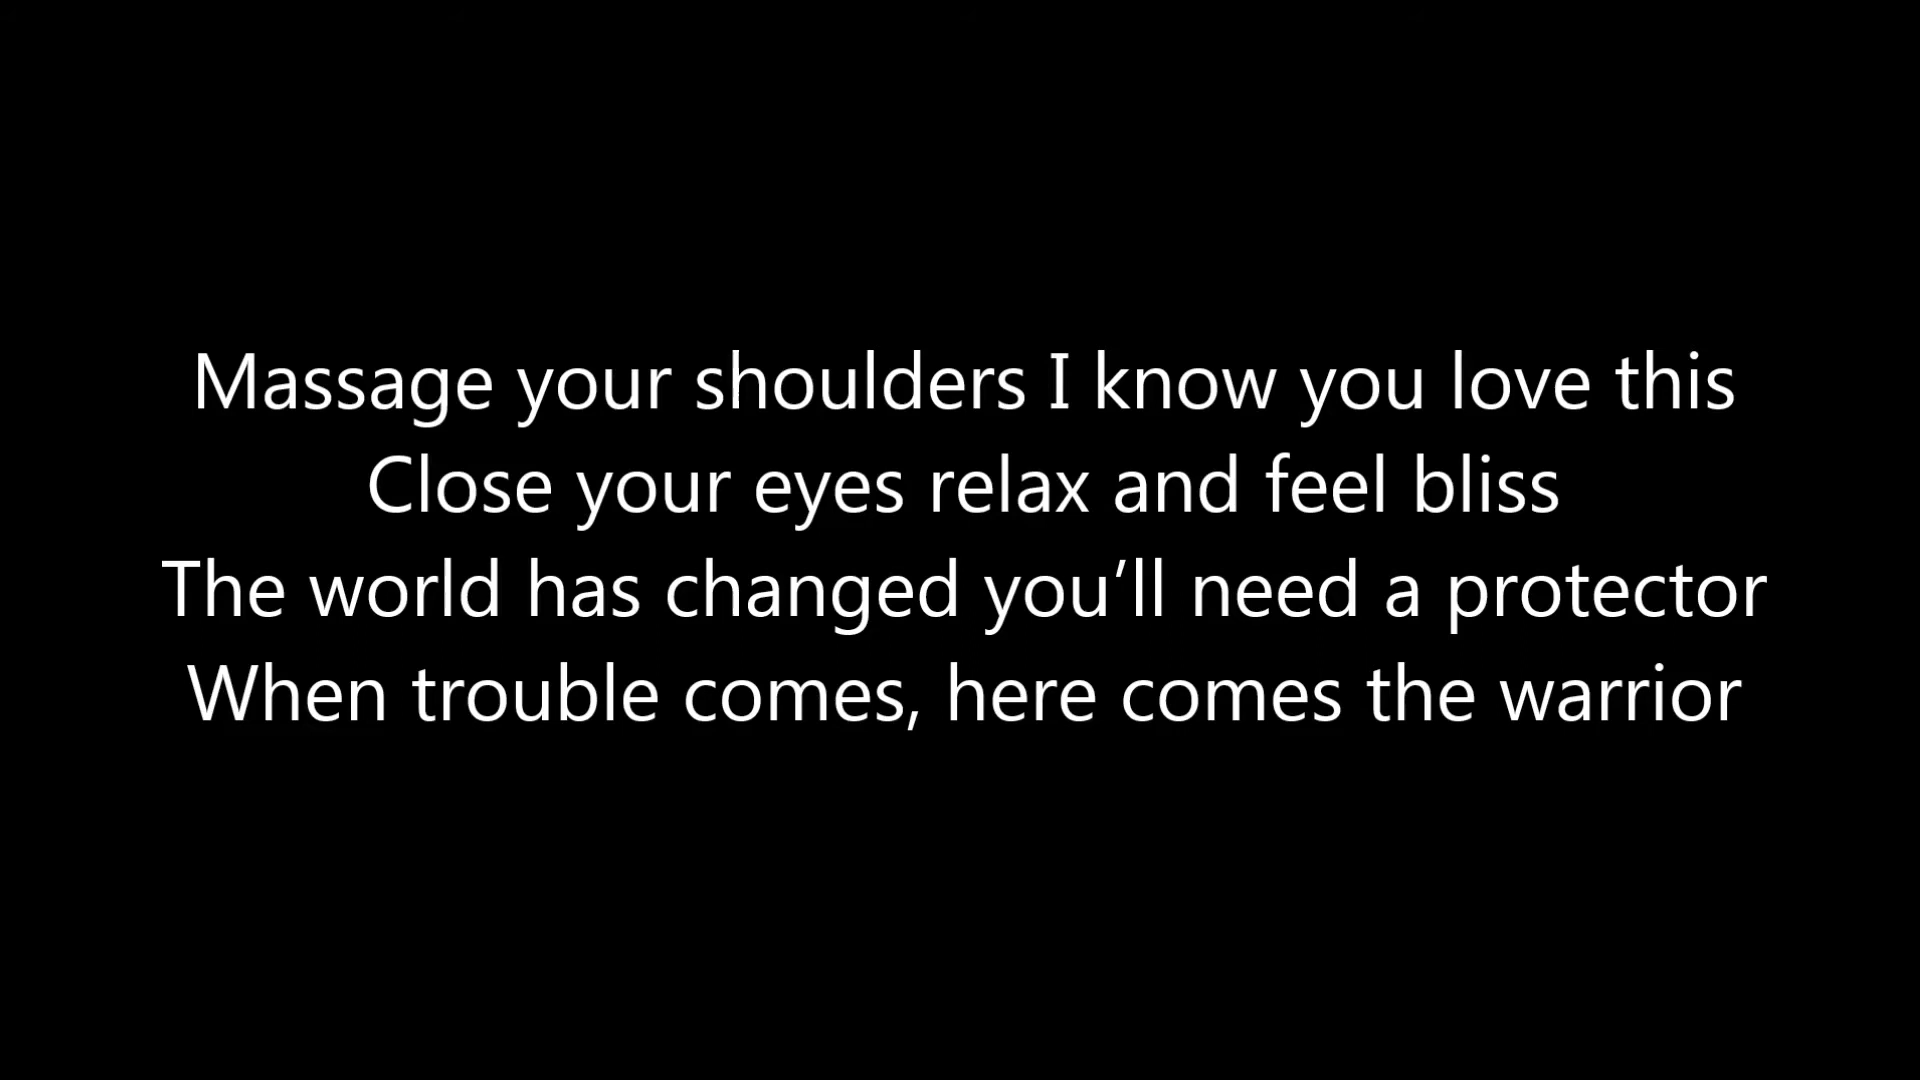 Massage your shoulders I know you love this
Close your eyes relax and feel bliss
The world has changed you’ll need a protector
When trouble comes, here comes the warrior